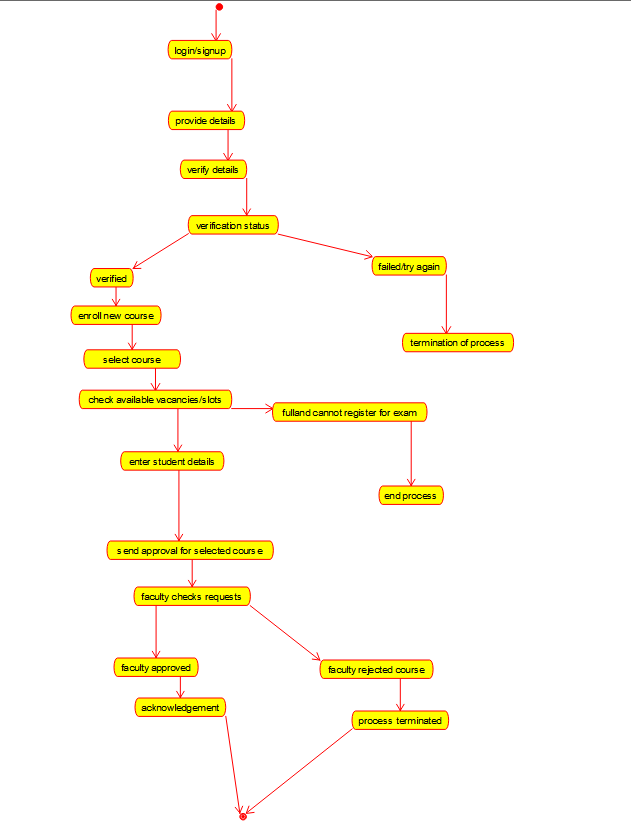 login/signup
provide details
verify details
verification status
failed/try again
verified
enroll new course
termination of process
select course
check available vacancies/slots
fulland cannot register for exam
enter student details
end process
send approval for selected course
faculty checks requests
faculty approved
faculty rejected course
acknowledgement
process terminated